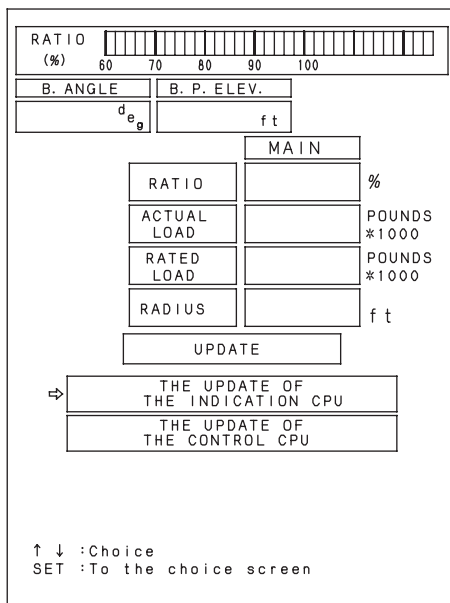 RATIO
(%)
60 70 80 90 100
B. ANGLE B. P. ELEV.
deg ft
MAIN
RATIO %
ACTUAL LOAD POUNDS *1000
RATED LOAD POUNDS *1000
RADIUS ft
UPDATE
⇨ THE UPDATE OF
THE INDICATION CPU
THE UPDATE OF
THE CONTROL CPU
↑ ↓ :Choice
SET :To the choice screen